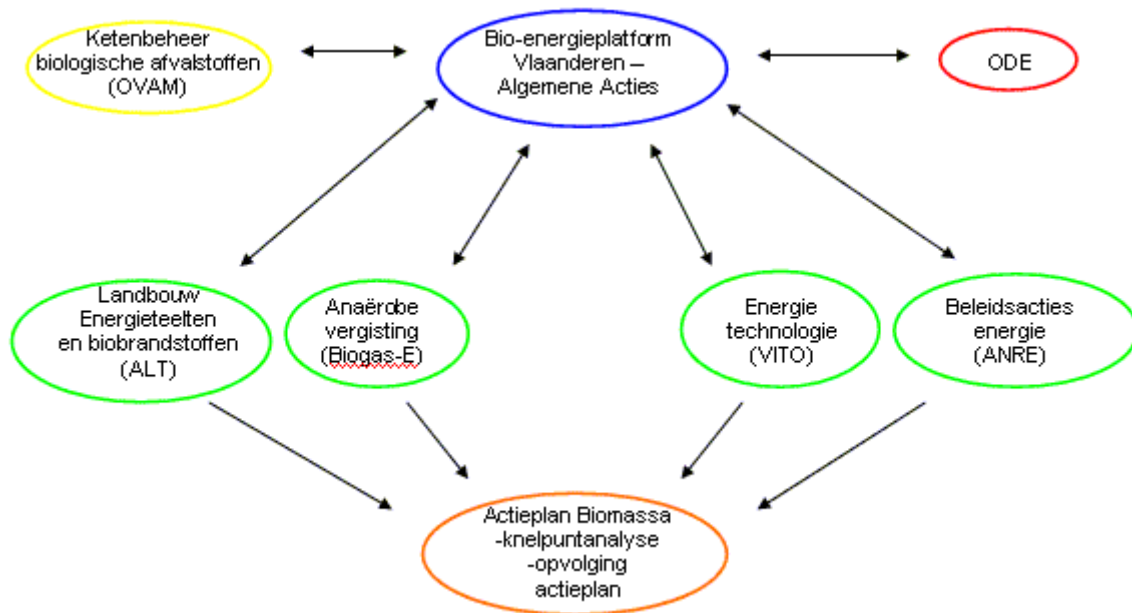 Ketenbeheer
biologische afvalstoffen
(OVAM)
Bio-energieplatform
Vlaanderen –
Algemene Acties
ODE
Landbouw
Energieteelten
en biobrandstoffen
(ALT)
Anaërobe
vergisting
(Biogas-E)
Energie
technologie
(VITO)
Beleidsacties
energie
(ANRE)
Actieplan Biomassa
-knelpuntanalyse
-opvolging
actieplan